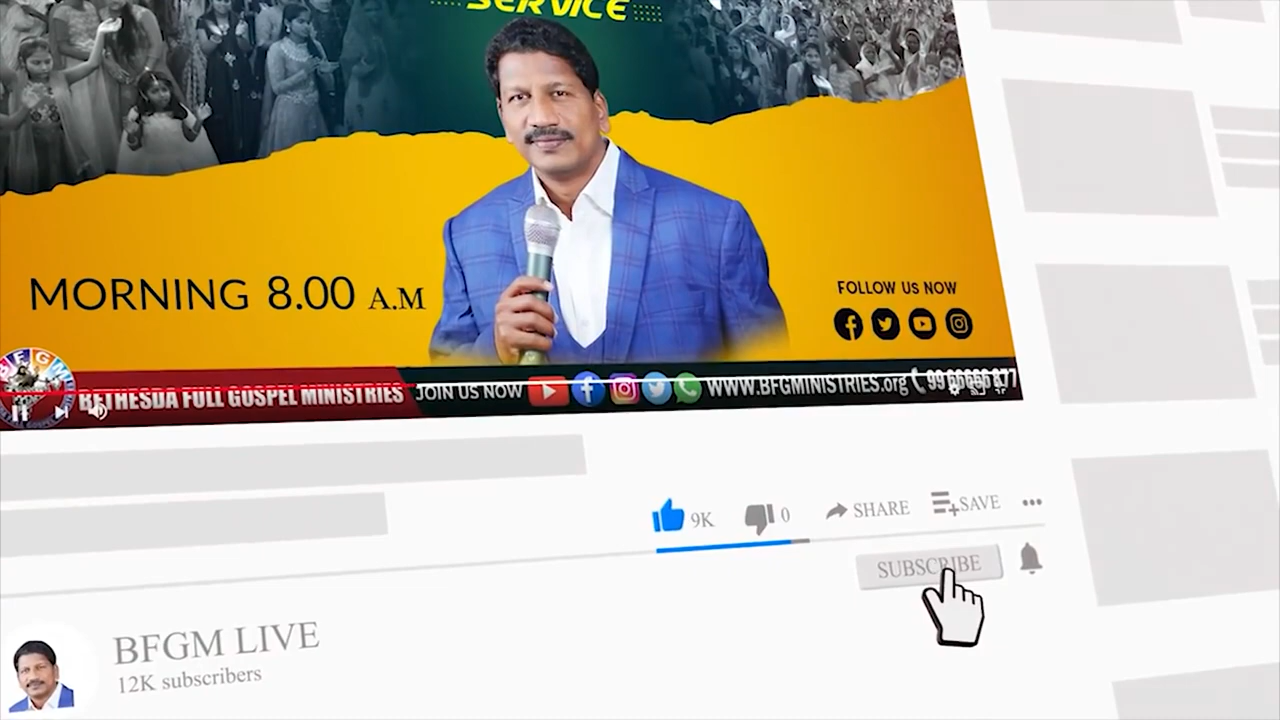 SERVICE
MORNING 8.00 A.M
FOLLOW US NOW
BFGM
BETHESDA FULL GOSPEL MINISTRIES JOIN US NOW WWW.BFGMINISTRIES.org
9K 0 SHARE SAVE
SUBSCRIBE
BFGM LIVE
12K subscribers